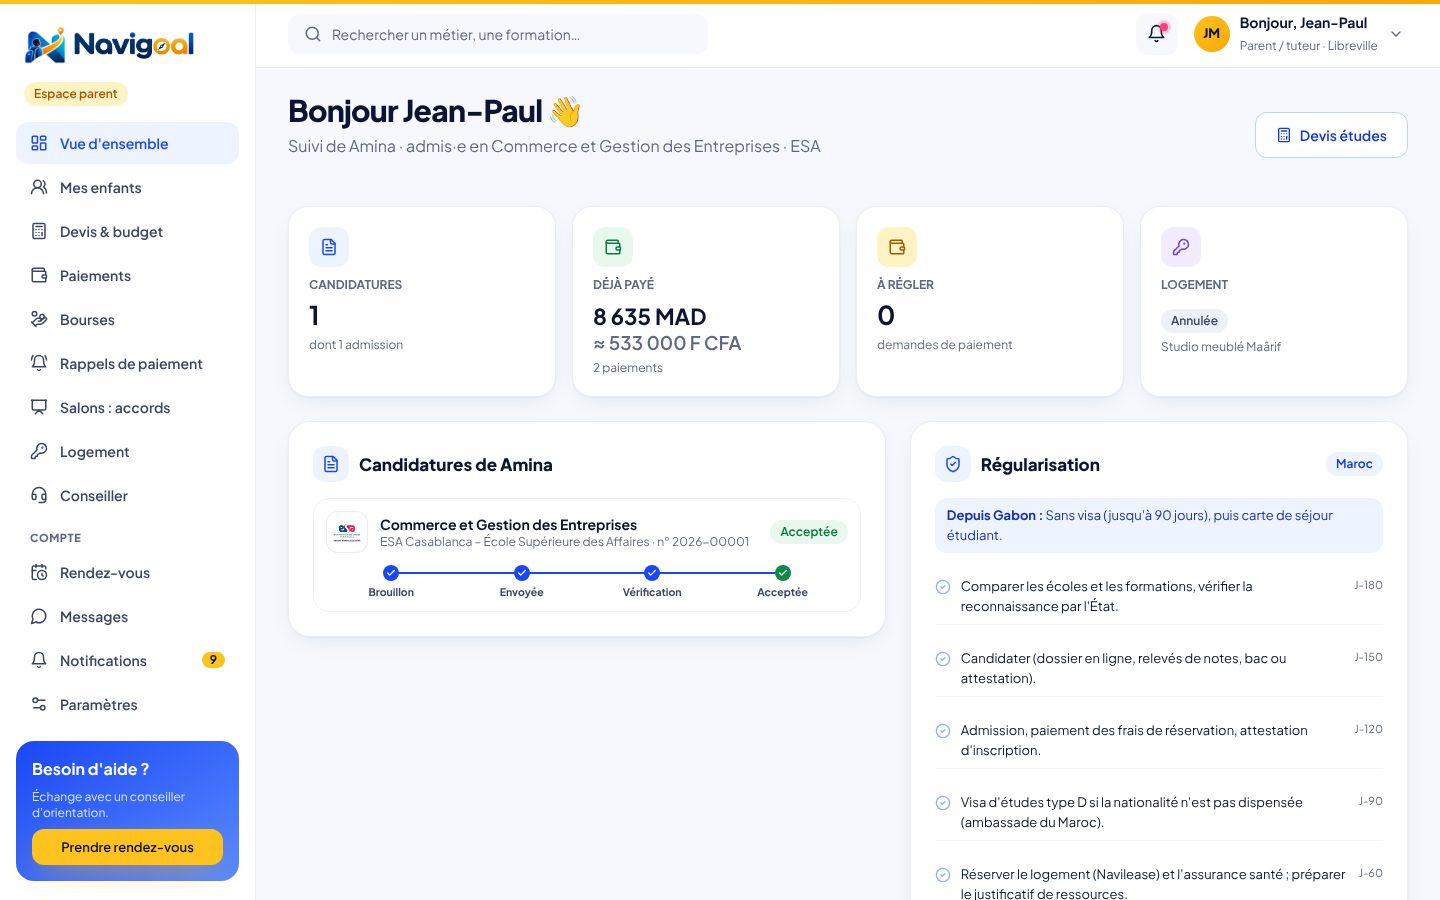 Navigoal
Espace parent
Vue d'ensemble
Mes enfants
Devis & budget
Paiements
Bourses
Rappels de paiement
Salons : accords
Logement
Conseiller
COMPTE
Rendez-vous
Messages
Notifications 9
Paramètres
Besoin d'aide ?
Échange avec un conseiller
d'orientation.
Prendre rendez-vous
Rechercher un métier, une formation...
JM
Bonjour, Jean-Paul
Parent / tuteur · Libreville
Bonjour Jean-Paul 👋
Suivi de Amina · admis·e en Commerce et Gestion des Entreprises · ESA
Devis études
CANDIDATURES
1
dont 1 admission
DÉJÀ PAYÉ
8 635 MAD
≈ 533 000 F CFA
2 paiements
À RÉGLER
0
demandes de paiement
LOGEMENT
Annulée
Studio meublé Maârif
Candidatures de Amina
Commerce et Gestion des Entreprises
ESA Casablanca – École Supérieure des Affaires · n° 2026-00001
Acceptée
Brouillon
Envoyée
Vérification
Acceptée
Régularisation
Maroc
Depuis Gabon : Sans visa (jusqu'à 90 jours), puis carte de séjour
étudiant.
Comparer les écoles et les formations, vérifier la J-180
reconnaissance par l'État.
Candidater (dossier en ligne, relevés de notes, bac ou J-150
attestation).
Admission, paiement des frais de réservation, attestation J-120
d'inscription.
Visa d'études type D si la nationalité n'est pas dispensée J-90
(ambassade du Maroc).
Réserver le logement (Navilease) et l'assurance santé ; préparer J-60
le justificatif de ressources.